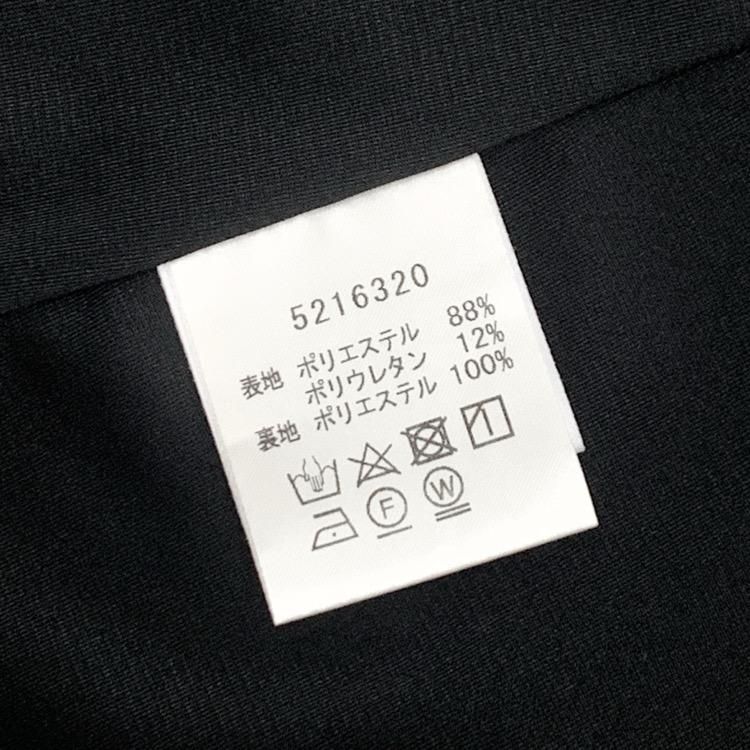 5216320
表地 ポリエステル 88%
ポリウレタン 12%
裏地 ポリエステル 100%
F W